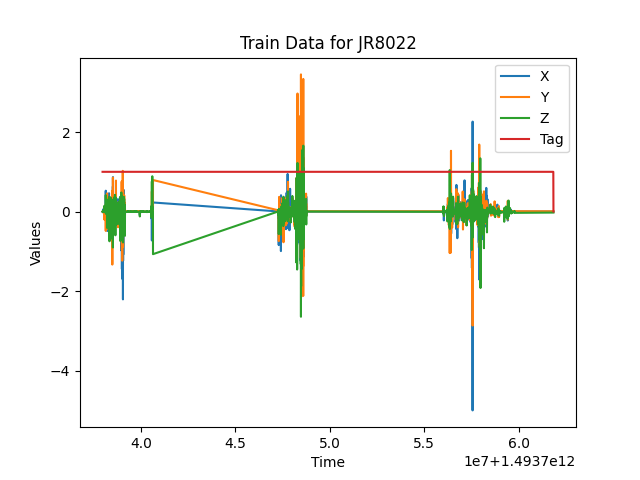 Train Data for JR8022
X
Y
Z
Tag
2
0
−2
−4
Values
4.0
4.5
5.0
5.5
6.0
Time
1e7+1.4937e12